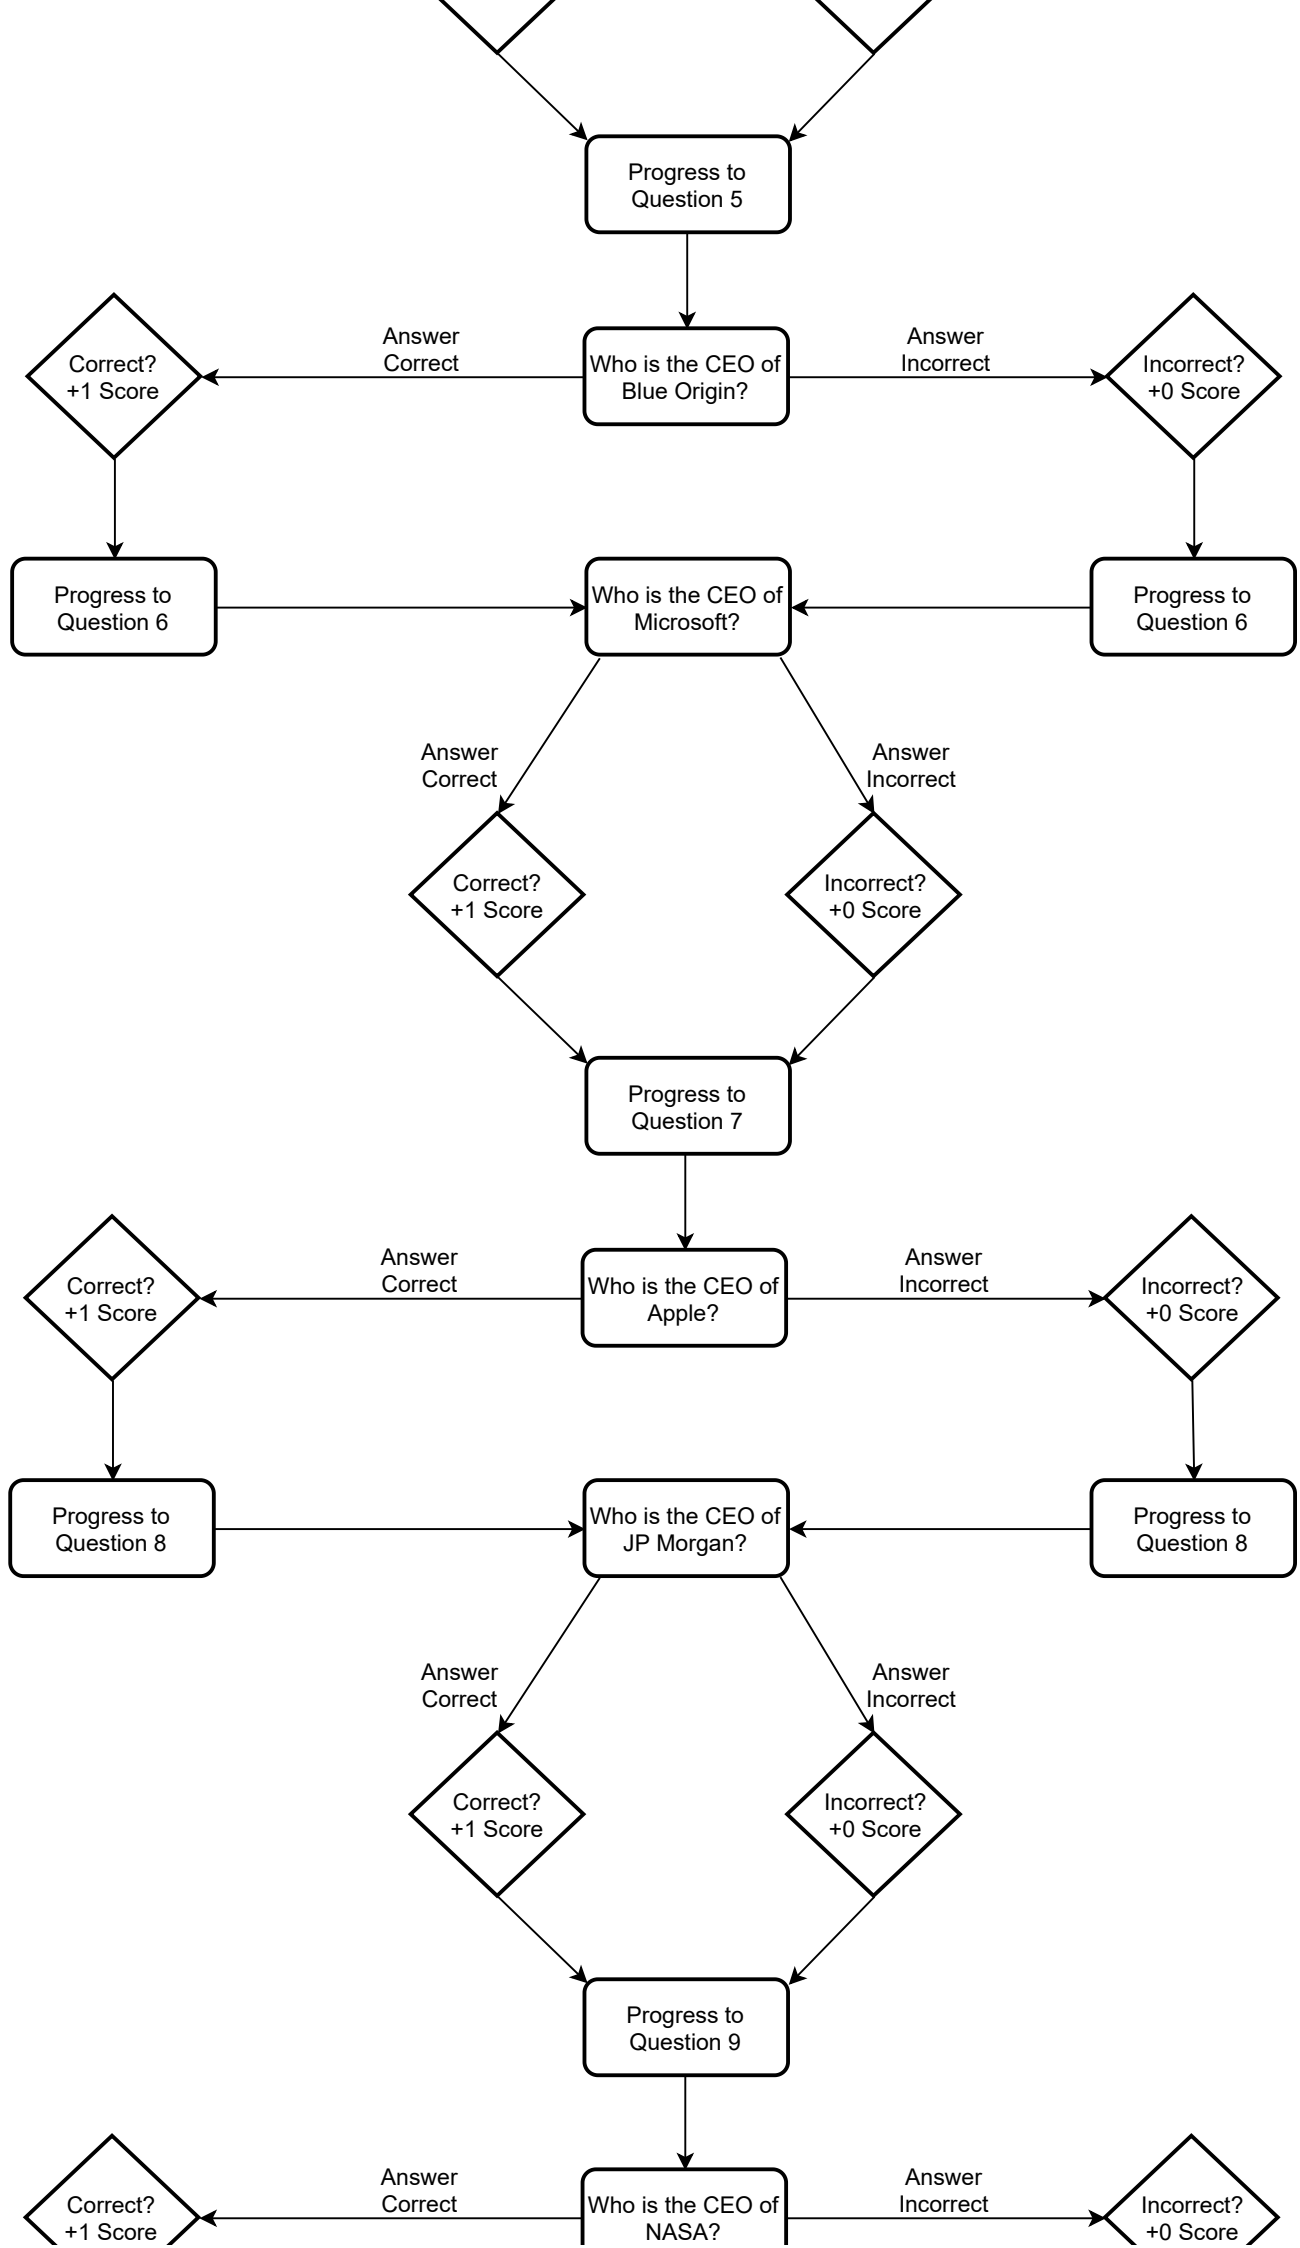 Progress to
Question 5
Answer
Correct
Answer
Incorrect
Correct?
+1 Score
Who is the CEO of
Blue Origin?
Incorrect?
+0 Score
Progress to
Question 6
Who is the CEO of
Microsoft?
Progress to
Question 6
Answer
Correct
Answer
Incorrect
Correct?
+1 Score
Incorrect?
+0 Score
Progress to
Question 7
Answer
Correct
Answer
Incorrect
Correct?
+1 Score
Who is the CEO of
Apple?
Incorrect?
+0 Score
Progress to
Question 8
Who is the CEO of
JP Morgan?
Progress to
Question 8
Answer
Correct
Answer
Incorrect
Correct?
+1 Score
Incorrect?
+0 Score
Progress to
Question 9
Answer
Correct
Answer
Incorrect
Correct?
+1 Score
Who is the CEO of
NASA?
Incorrect?
+0 Score